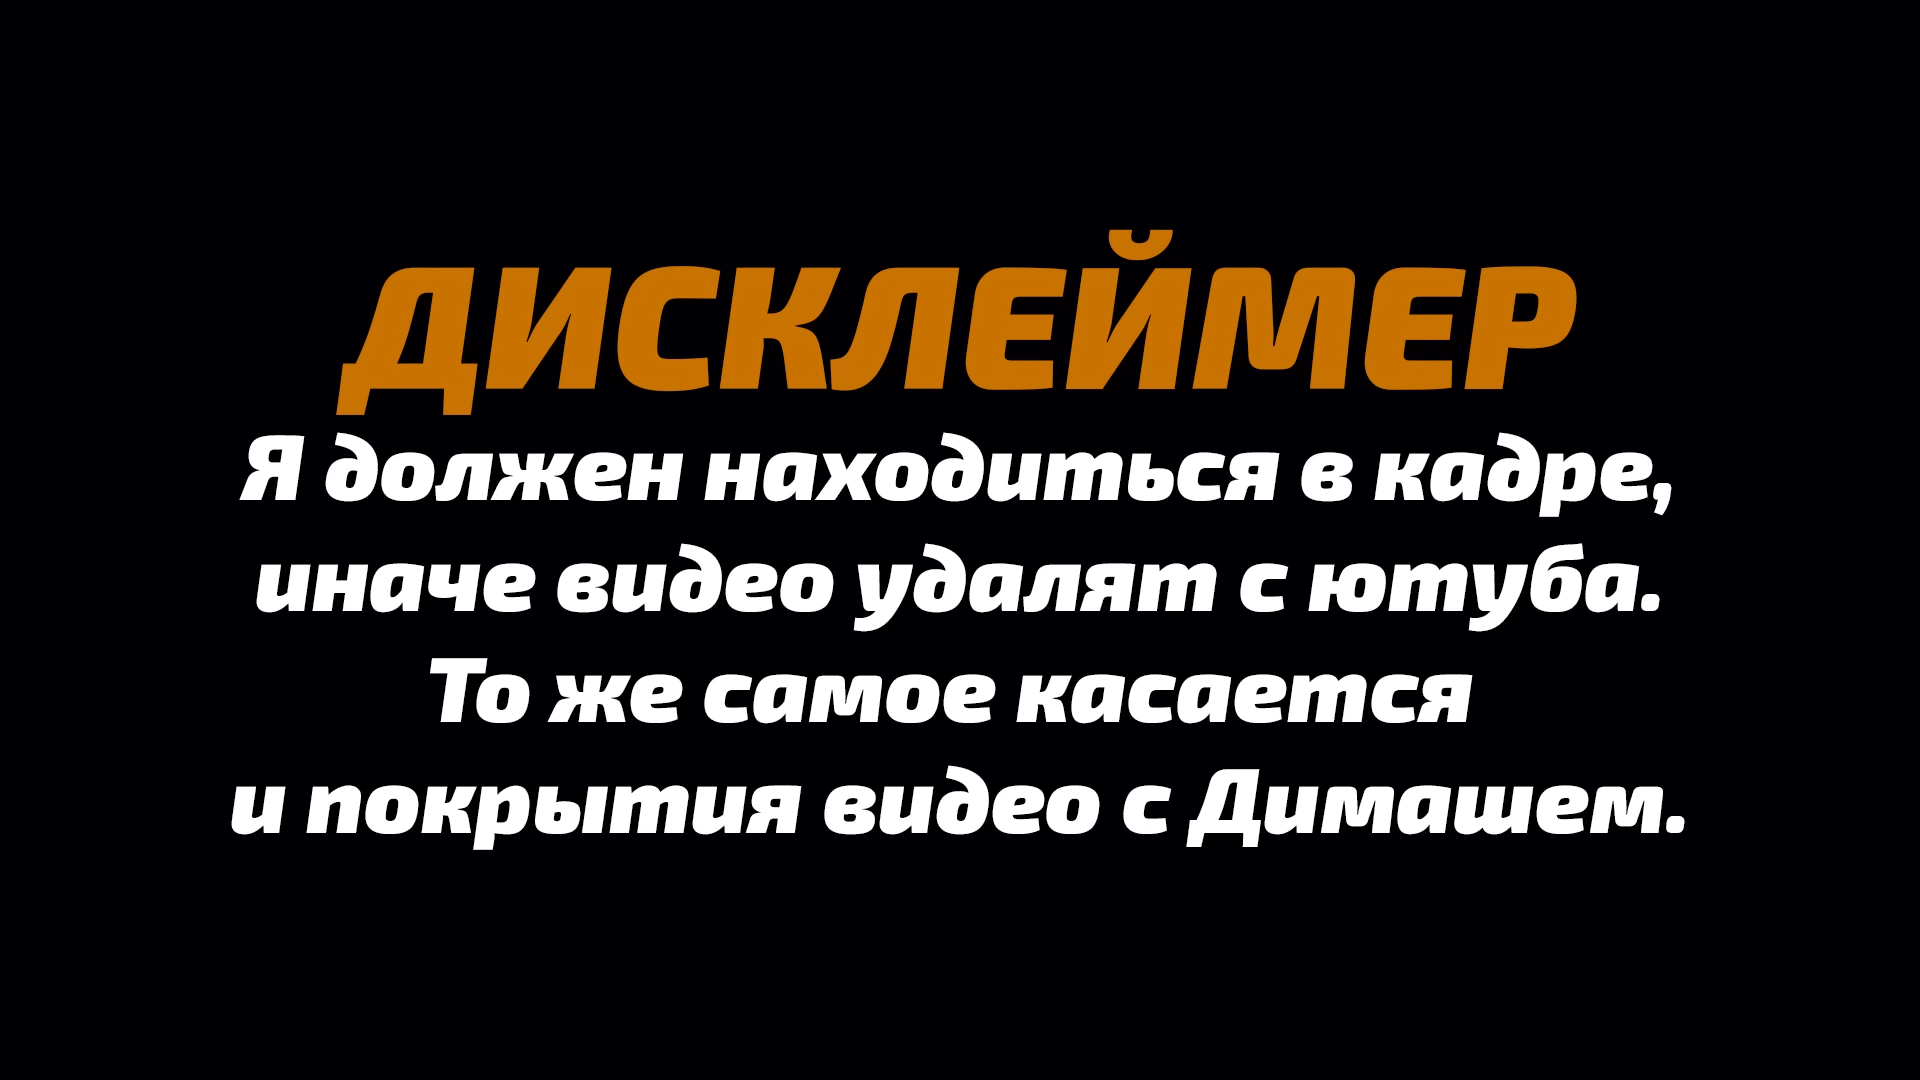 ДИСКЛЕЙМЕР
Я должен находиться в кадре,
иначе видео удалят с ютуба.
То же самое касается
и покрытия видео с Димашем.